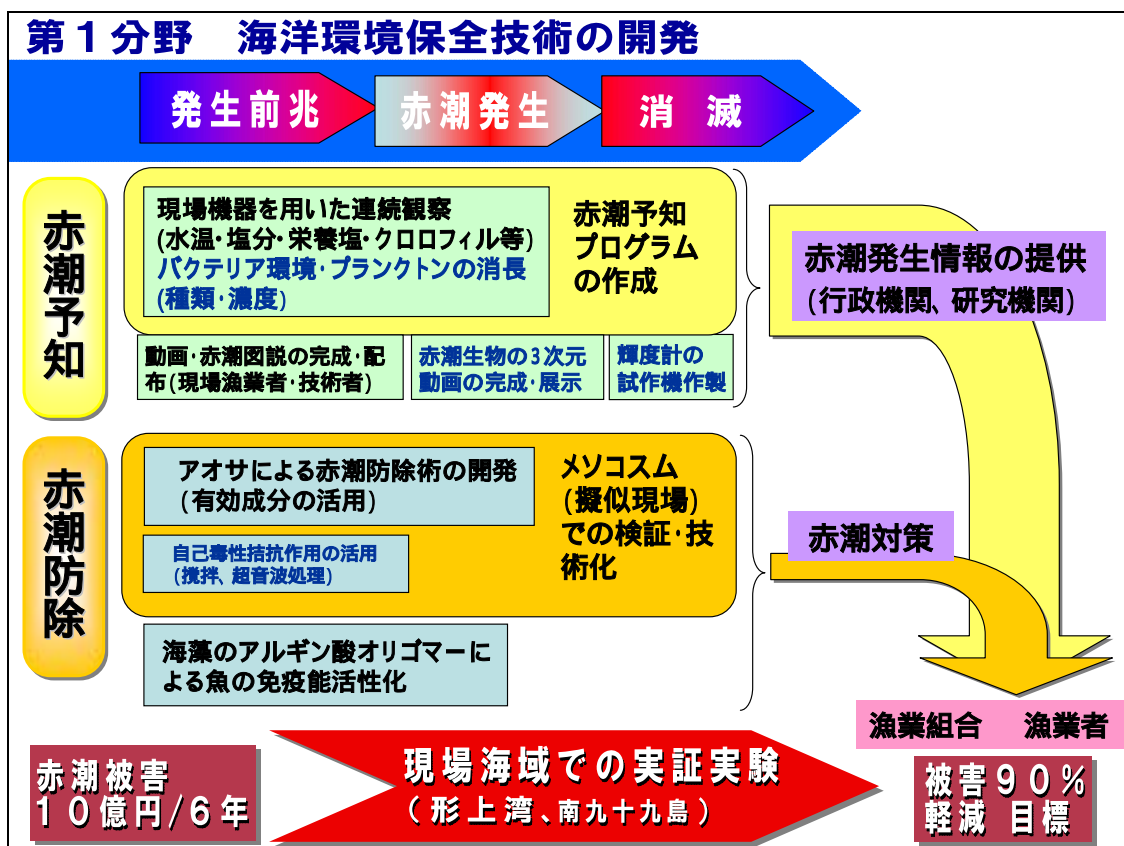 第1分野　海洋環境保全技術の開発
発生前兆
赤潮発生
消　滅
赤潮予知
現場機器を用いた連続観察
(水温・塩分・栄養塩・クロロフィル等)
バクテリア環境・プランクトンの消長
(種類・濃度)
赤潮予知
プログラム
の作成
動画・赤潮図説の完成・配
布(現場漁業者・技術者)
赤潮生物の3次元
動画の完成・展示
輝度計の
試作機作製
赤潮発生情報の提供
(行政機関、研究機関)
赤潮防除
アオサによる赤潮防除術の開発
(有効成分の活用)
自己毒性拮抗作用の活用
(撹拌、超音波処理)
メソコスム
(擬似現場)
での検証・技
術化
海藻のアルギン酸オリゴマーに
よる魚の免疫能活性化
赤潮対策
漁業組合　漁業者
赤潮被害
10億円/6年
現場海域での実証実験
(形上湾、南九十九島)
被害90%
軽減 目標